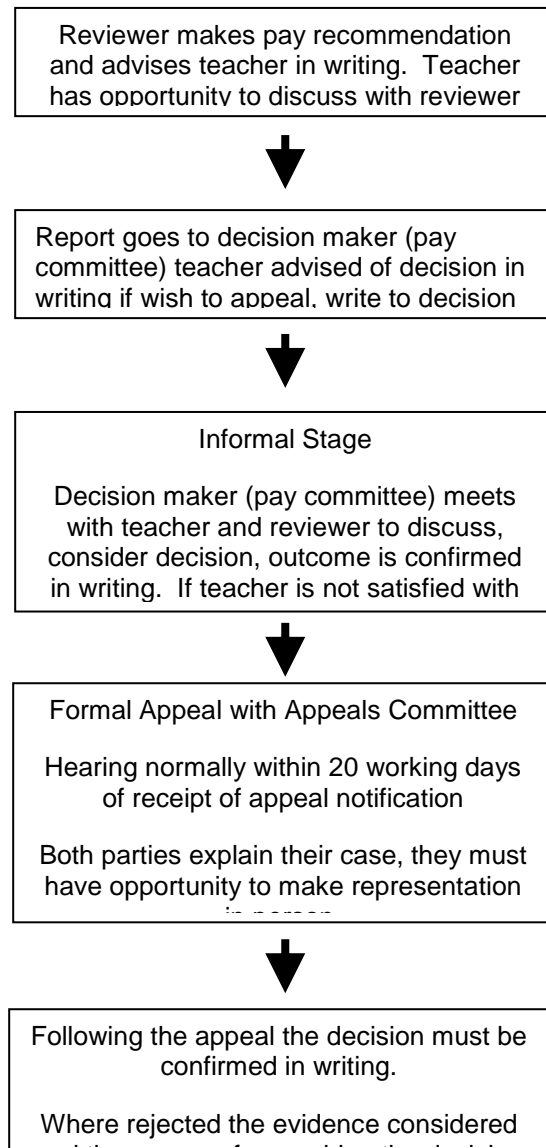 Reviewer makes pay recommendation
and advises teacher in writing.  Teacher
has opportunity to discuss with reviewer
Report goes to decision maker (pay
committee) teacher advised of decision in
writing if wish to appeal, write to decision
Informal Stage
Decision maker (pay committee) meets
with teacher and reviewer to discuss,
consider decision, outcome is confirmed
in writing.  If teacher is not satisfied with
Formal Appeal with Appeals Committee
Hearing normally within 20 working days
of receipt of appeal notification
Both parties explain their case, they must
have opportunity to make representation
in person
Following the appeal the decision must be
confirmed in writing.
Where rejected the evidence considered